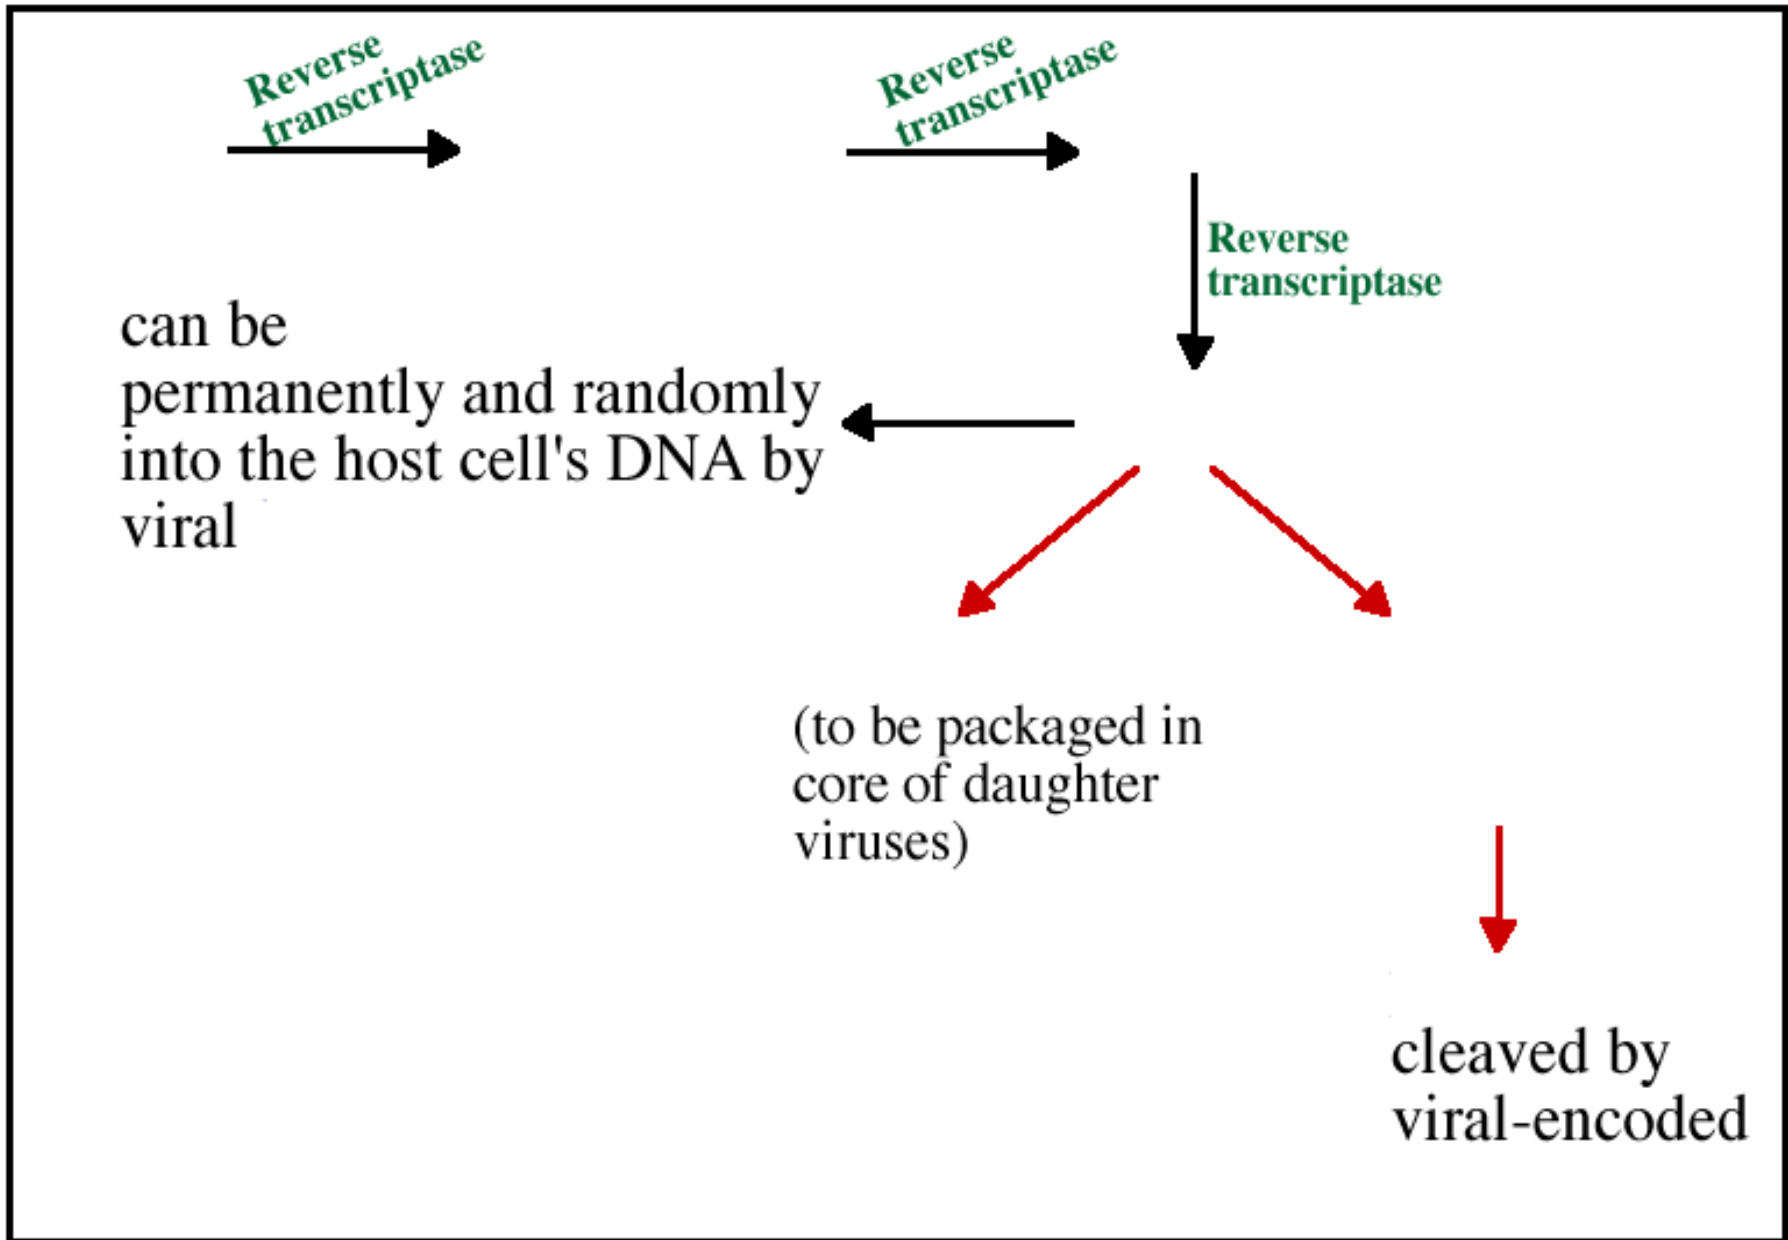 Reverse
transcriptase
Reverse
transcriptase
Reverse
transcriptase
can be
permanently and randomly
into the host cell's DNA by
viral
(to be packaged in
core of daughter
viruses)
cleaved by
viral-encoded